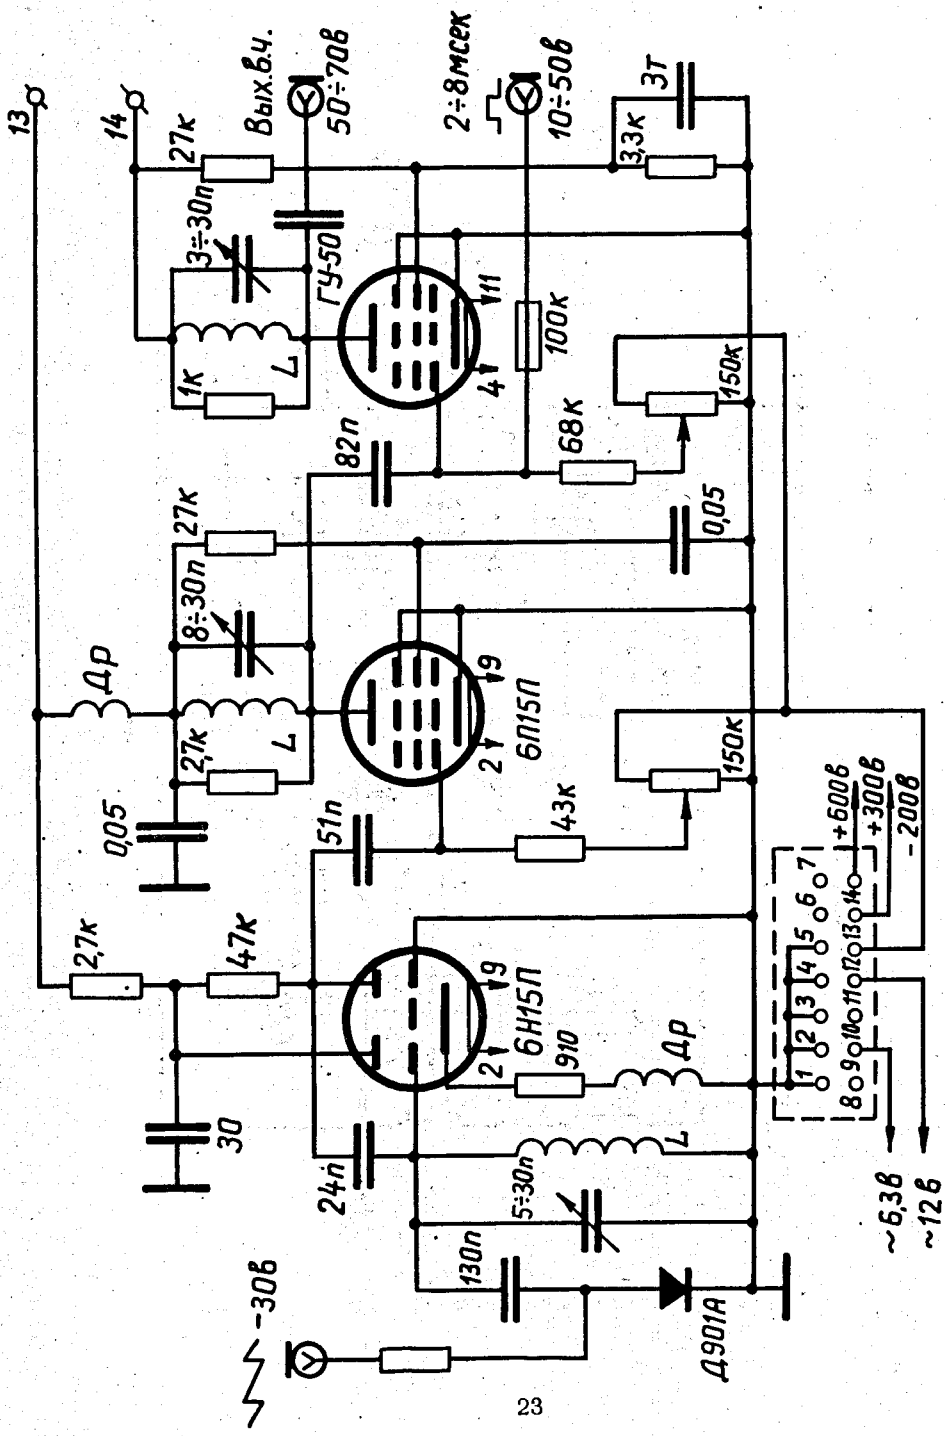 13
14
27к
Вых.в.ч.
50÷70в
3÷30п
ГУ-50
1к
L
4
11
2÷8мсек
10÷50в
100к
3,3к
3т
82п
68к
150к
27к
8÷30п
Др
2,7к
L
0,05
6П15П
2
9
0,05
51п
43к
150к
2,7к
47к
30
6Н15П
2
9
910
Др
24п
5÷30п
L
130п
Д901А
-30в
1 2 3 4 5 6 7
8 9 10 11 12 13 14
+600в
+300в
-200в
~6,3в
~12в
23